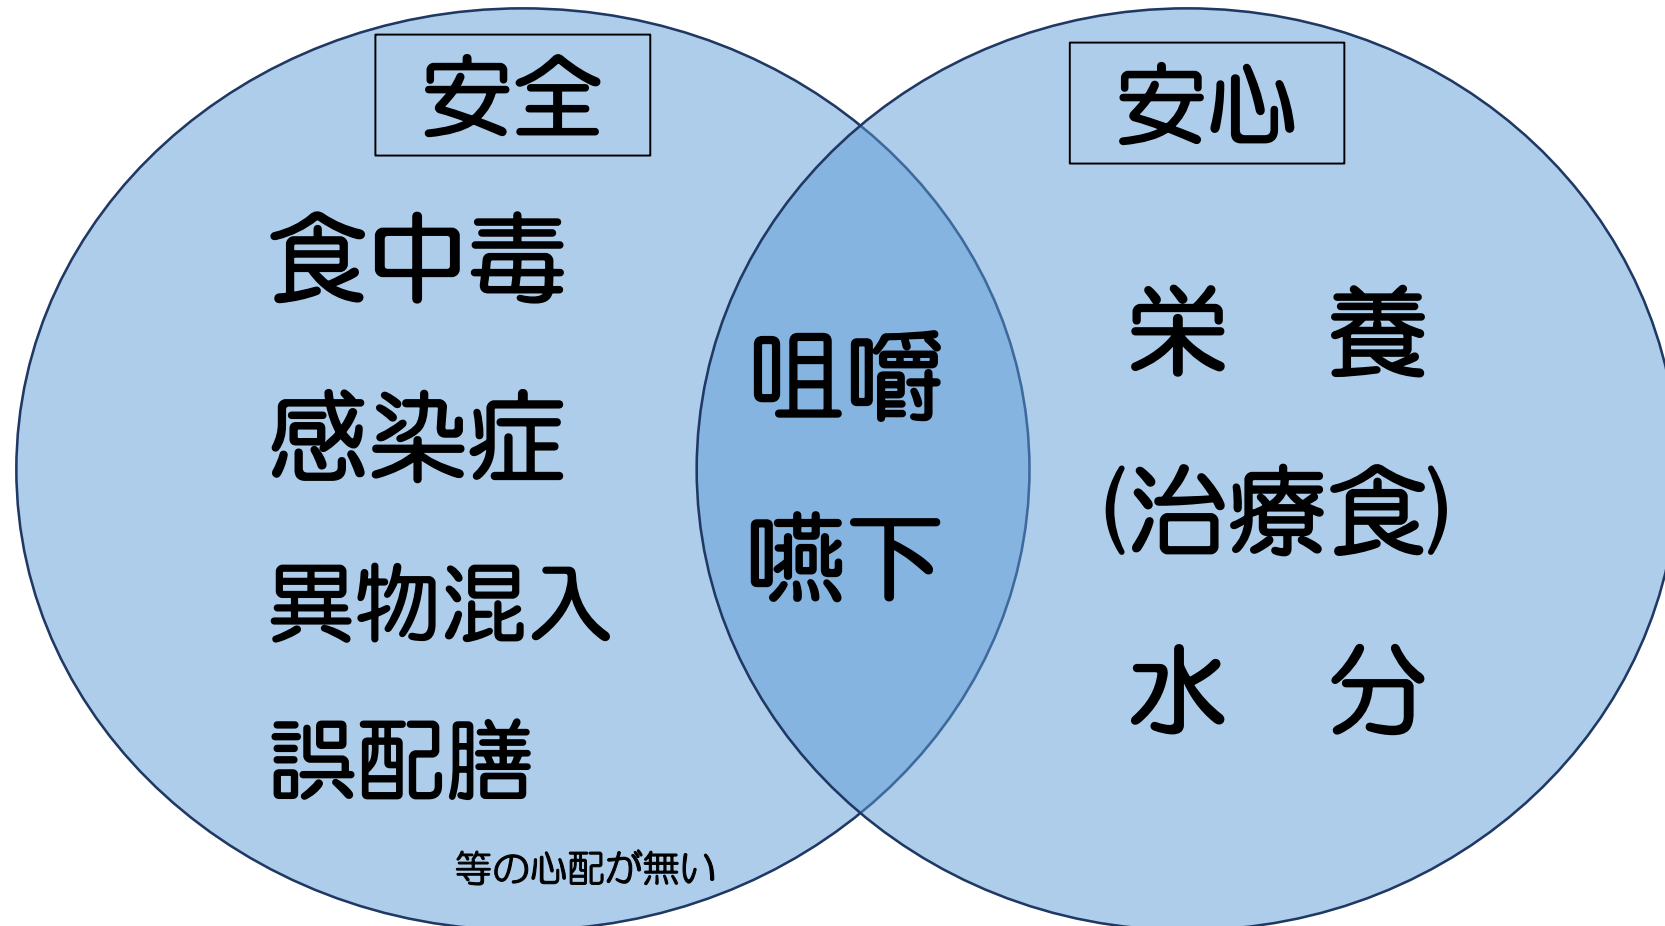 安全
食中毒
感染症
異物混入
誤配膳
等の心配が無い
咀嚼
嚥下
安心
栄　養
(治療食)
水　分